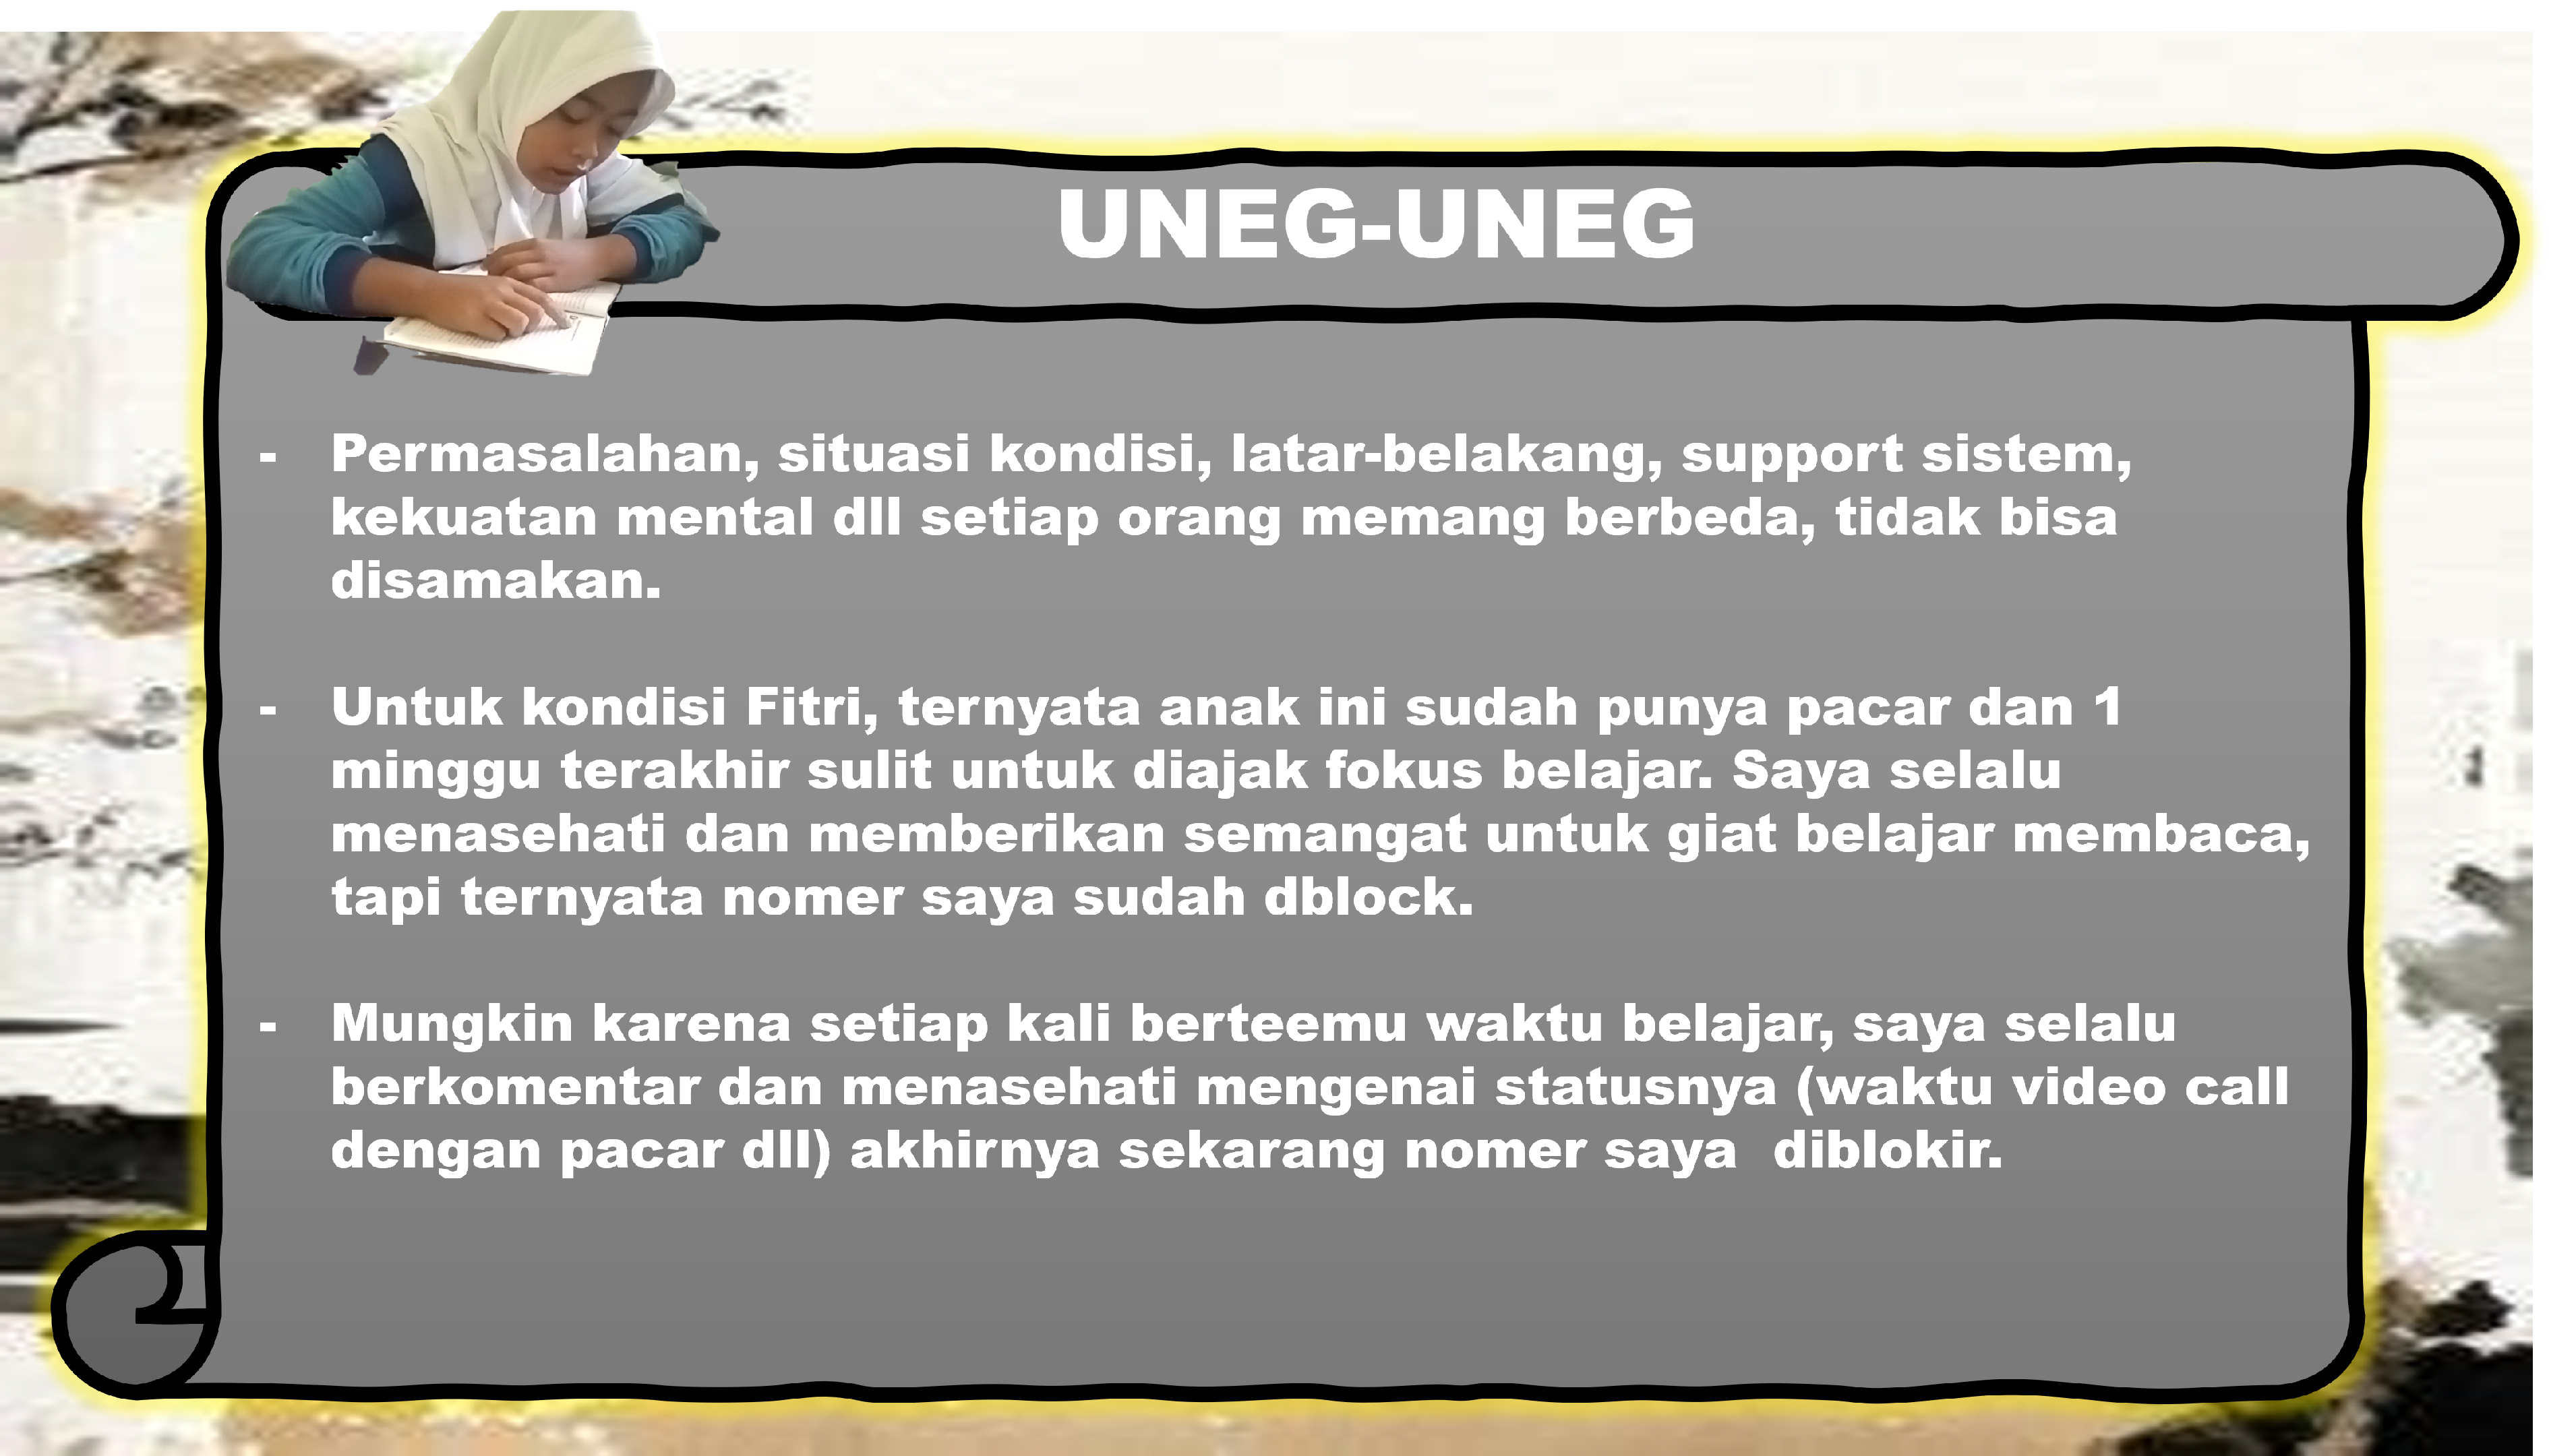 UNEG-UNEG
- Permasalahan, situasi kondisi, latar-belakang, support sistem,
kekuatan mental dll setiap orang memang berbeda, tidak bisa
disamakan.
- Untuk kondisi Fitri, ternyata anak ini sudah punya pacar dan 1
minggu terakhir sulit untuk diajak fokus belajar. Saya selalu
menasehati dan memberikan semangat untuk giat belajar membaca,
tapi ternyata nomer saya sudah dblock.
- Mungkin karena setiap kali berteemu waktu belajar, saya selalu
berkomentar dan menasehati mengenai statusnya (waktu video call
dengan pacar dll) akhirnya sekarang nomer saya  diblokir.